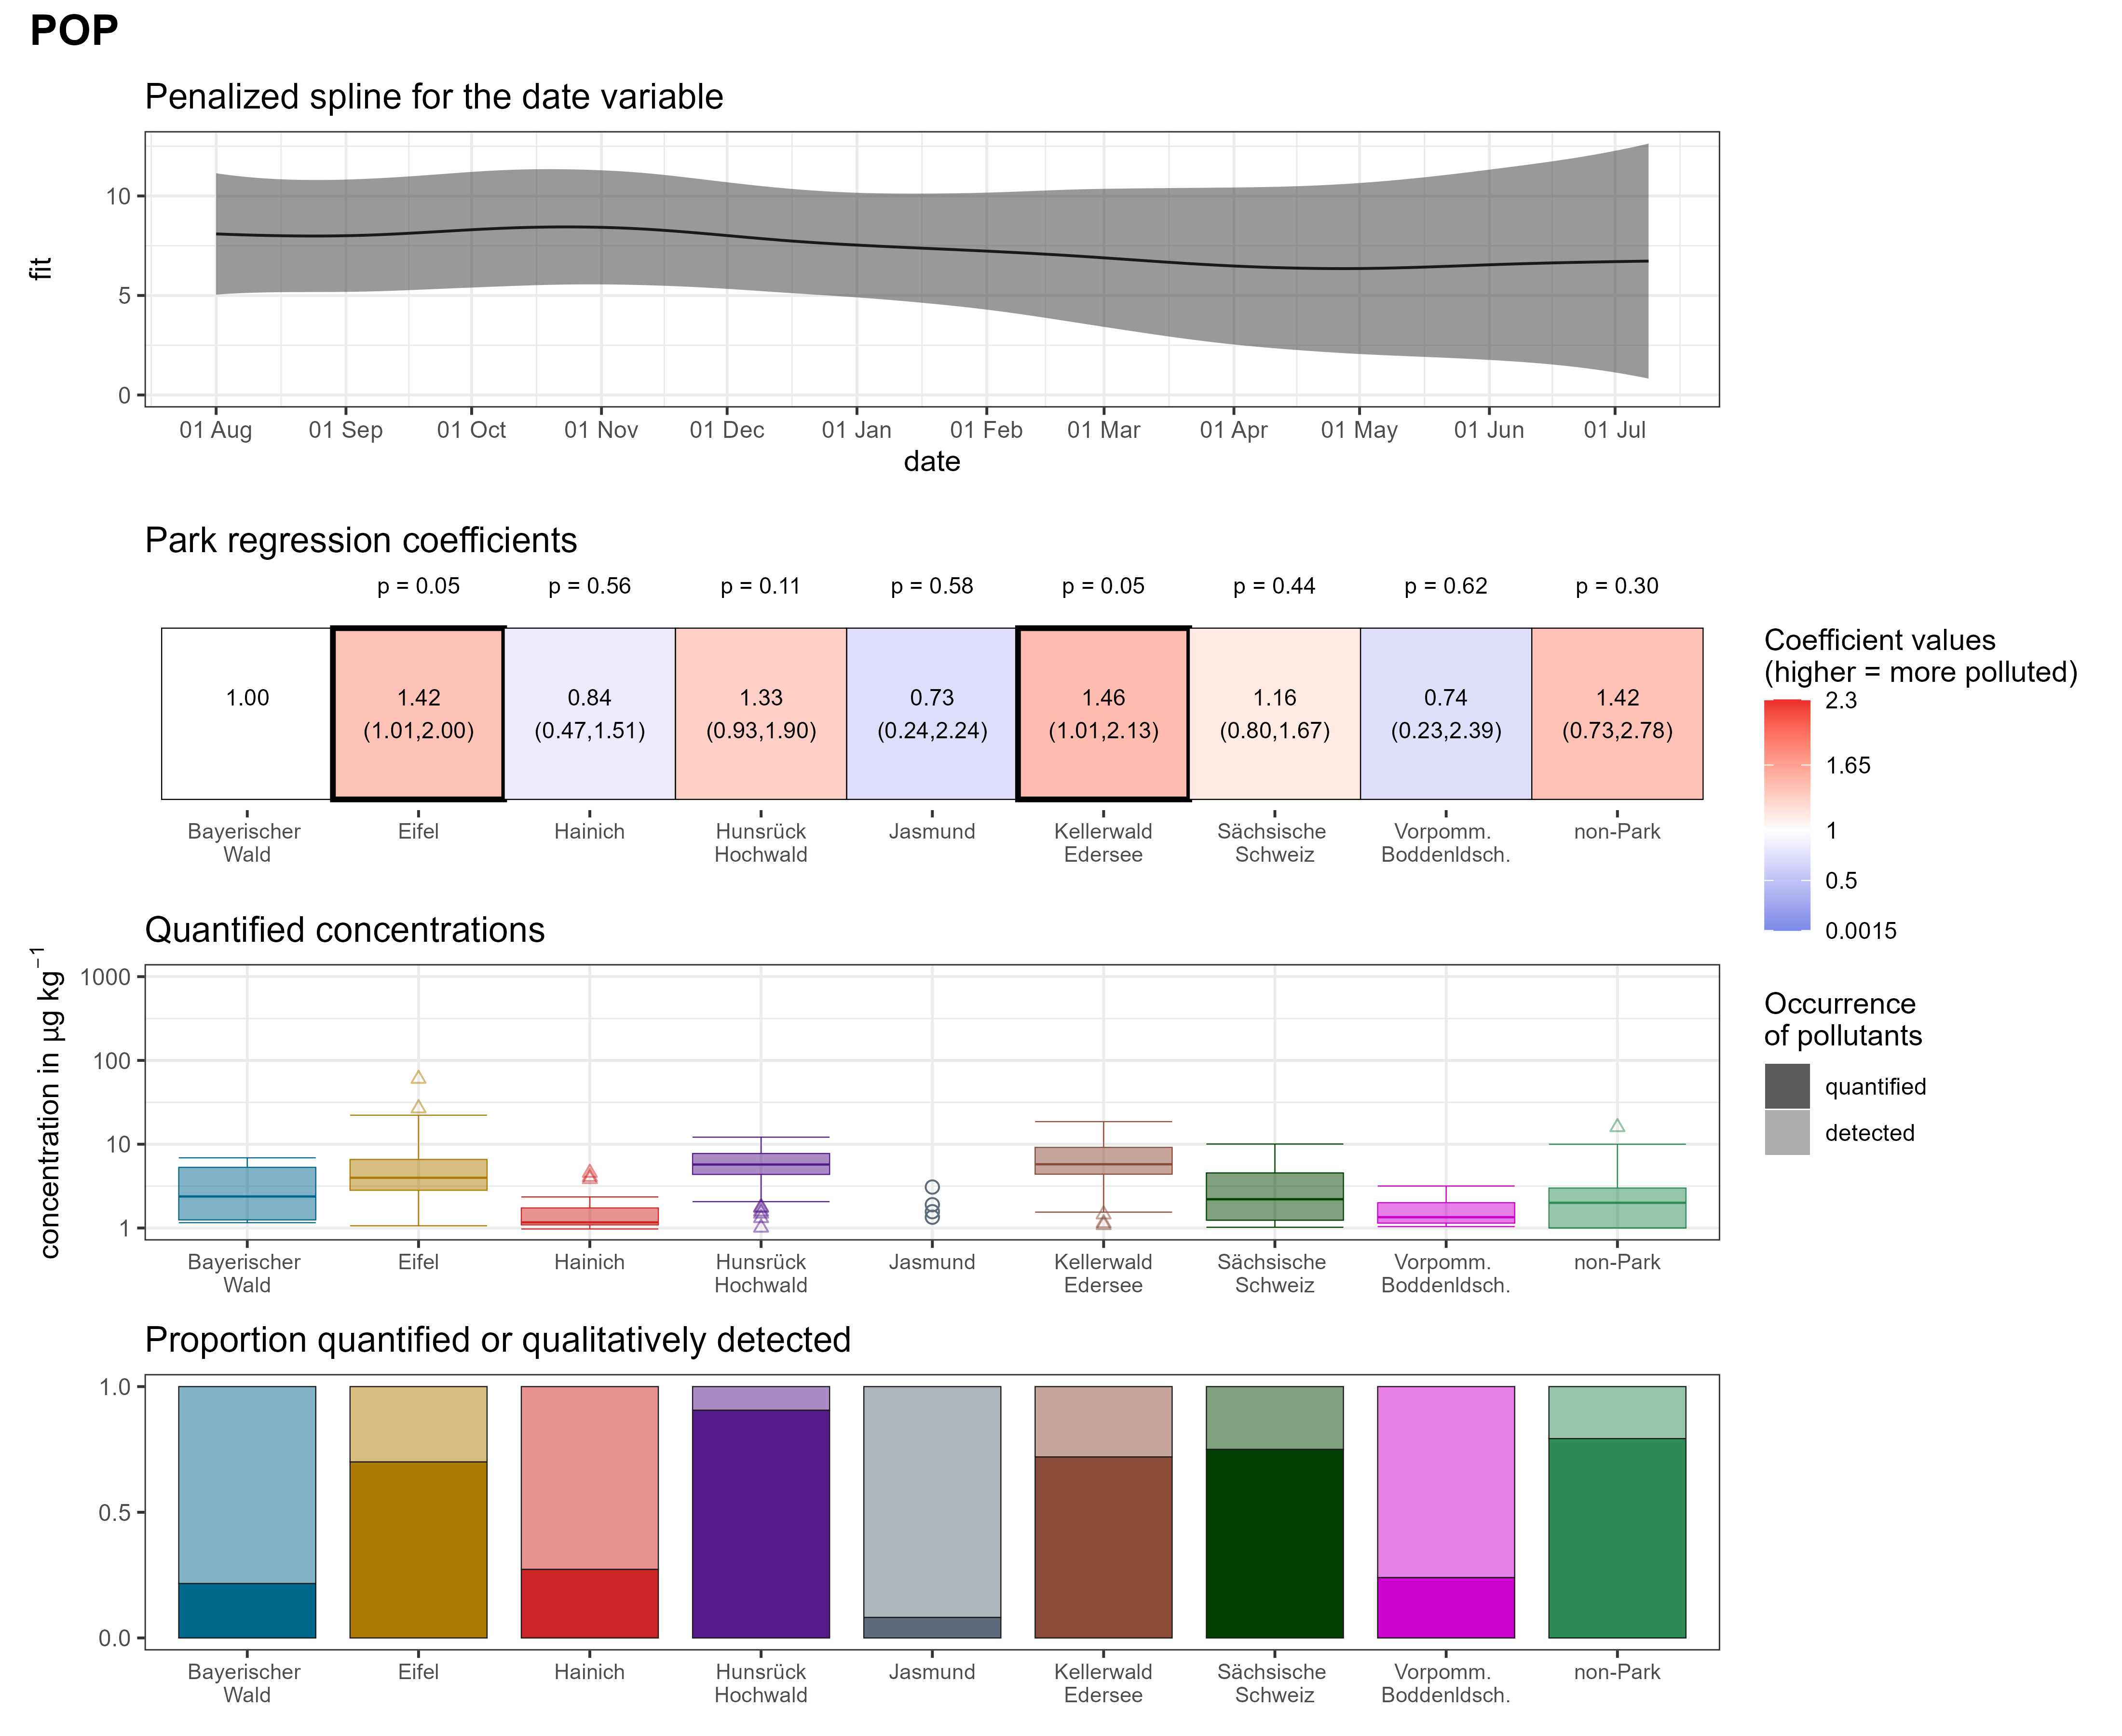 POP
Penalized spline for the date variable
fit
10
5
0
01 Aug 01 Sep 01 Oct 01 Nov 01 Dec 01 Jan 01 Feb 01 Mar 01 Apr 01 May 01 Jun 01 Jul
date
Park regression coefficients
p = 0.05 p = 0.56 p = 0.11 p = 0.58 p = 0.05 p = 0.44 p = 0.62 p = 0.30
1.00 1.42 0.84 1.33 0.73 1.46 1.16 0.74 1.42
(1.01,2.00) (0.47,1.51) (0.93,1.90) (0.24,2.24) (1.01,2.13) (0.80,1.67) (0.23,2.39) (0.73,2.78)
Bayerischer Eifel Hainich Hunsrück Jasmund Kellerwald Sächsische Vorpomm. non-Park
Wald Hochwald Edersee Schweiz Boddenldsch.
Coefficient values
(higher = more polluted)
2.3
1.65
1
0.5
0.0015
Quantified concentrations
concentration in µg kg⁻¹
1000
100
10
1
Bayerischer Eifel Hainich Hunsrück Jasmund Kellerwald Sächsische Vorpomm. non-Park
Wald Hochwald Edersee Schweiz Boddenldsch.
Occurrence
of pollutants
quantified
detected
Proportion quantified or qualitatively detected
1.0
0.5
0.0
Bayerischer Eifel Hainich Hunsrück Jasmund Kellerwald Sächsische Vorpomm. non-Park
Wald Hochwald Edersee Schweiz Boddenldsch.